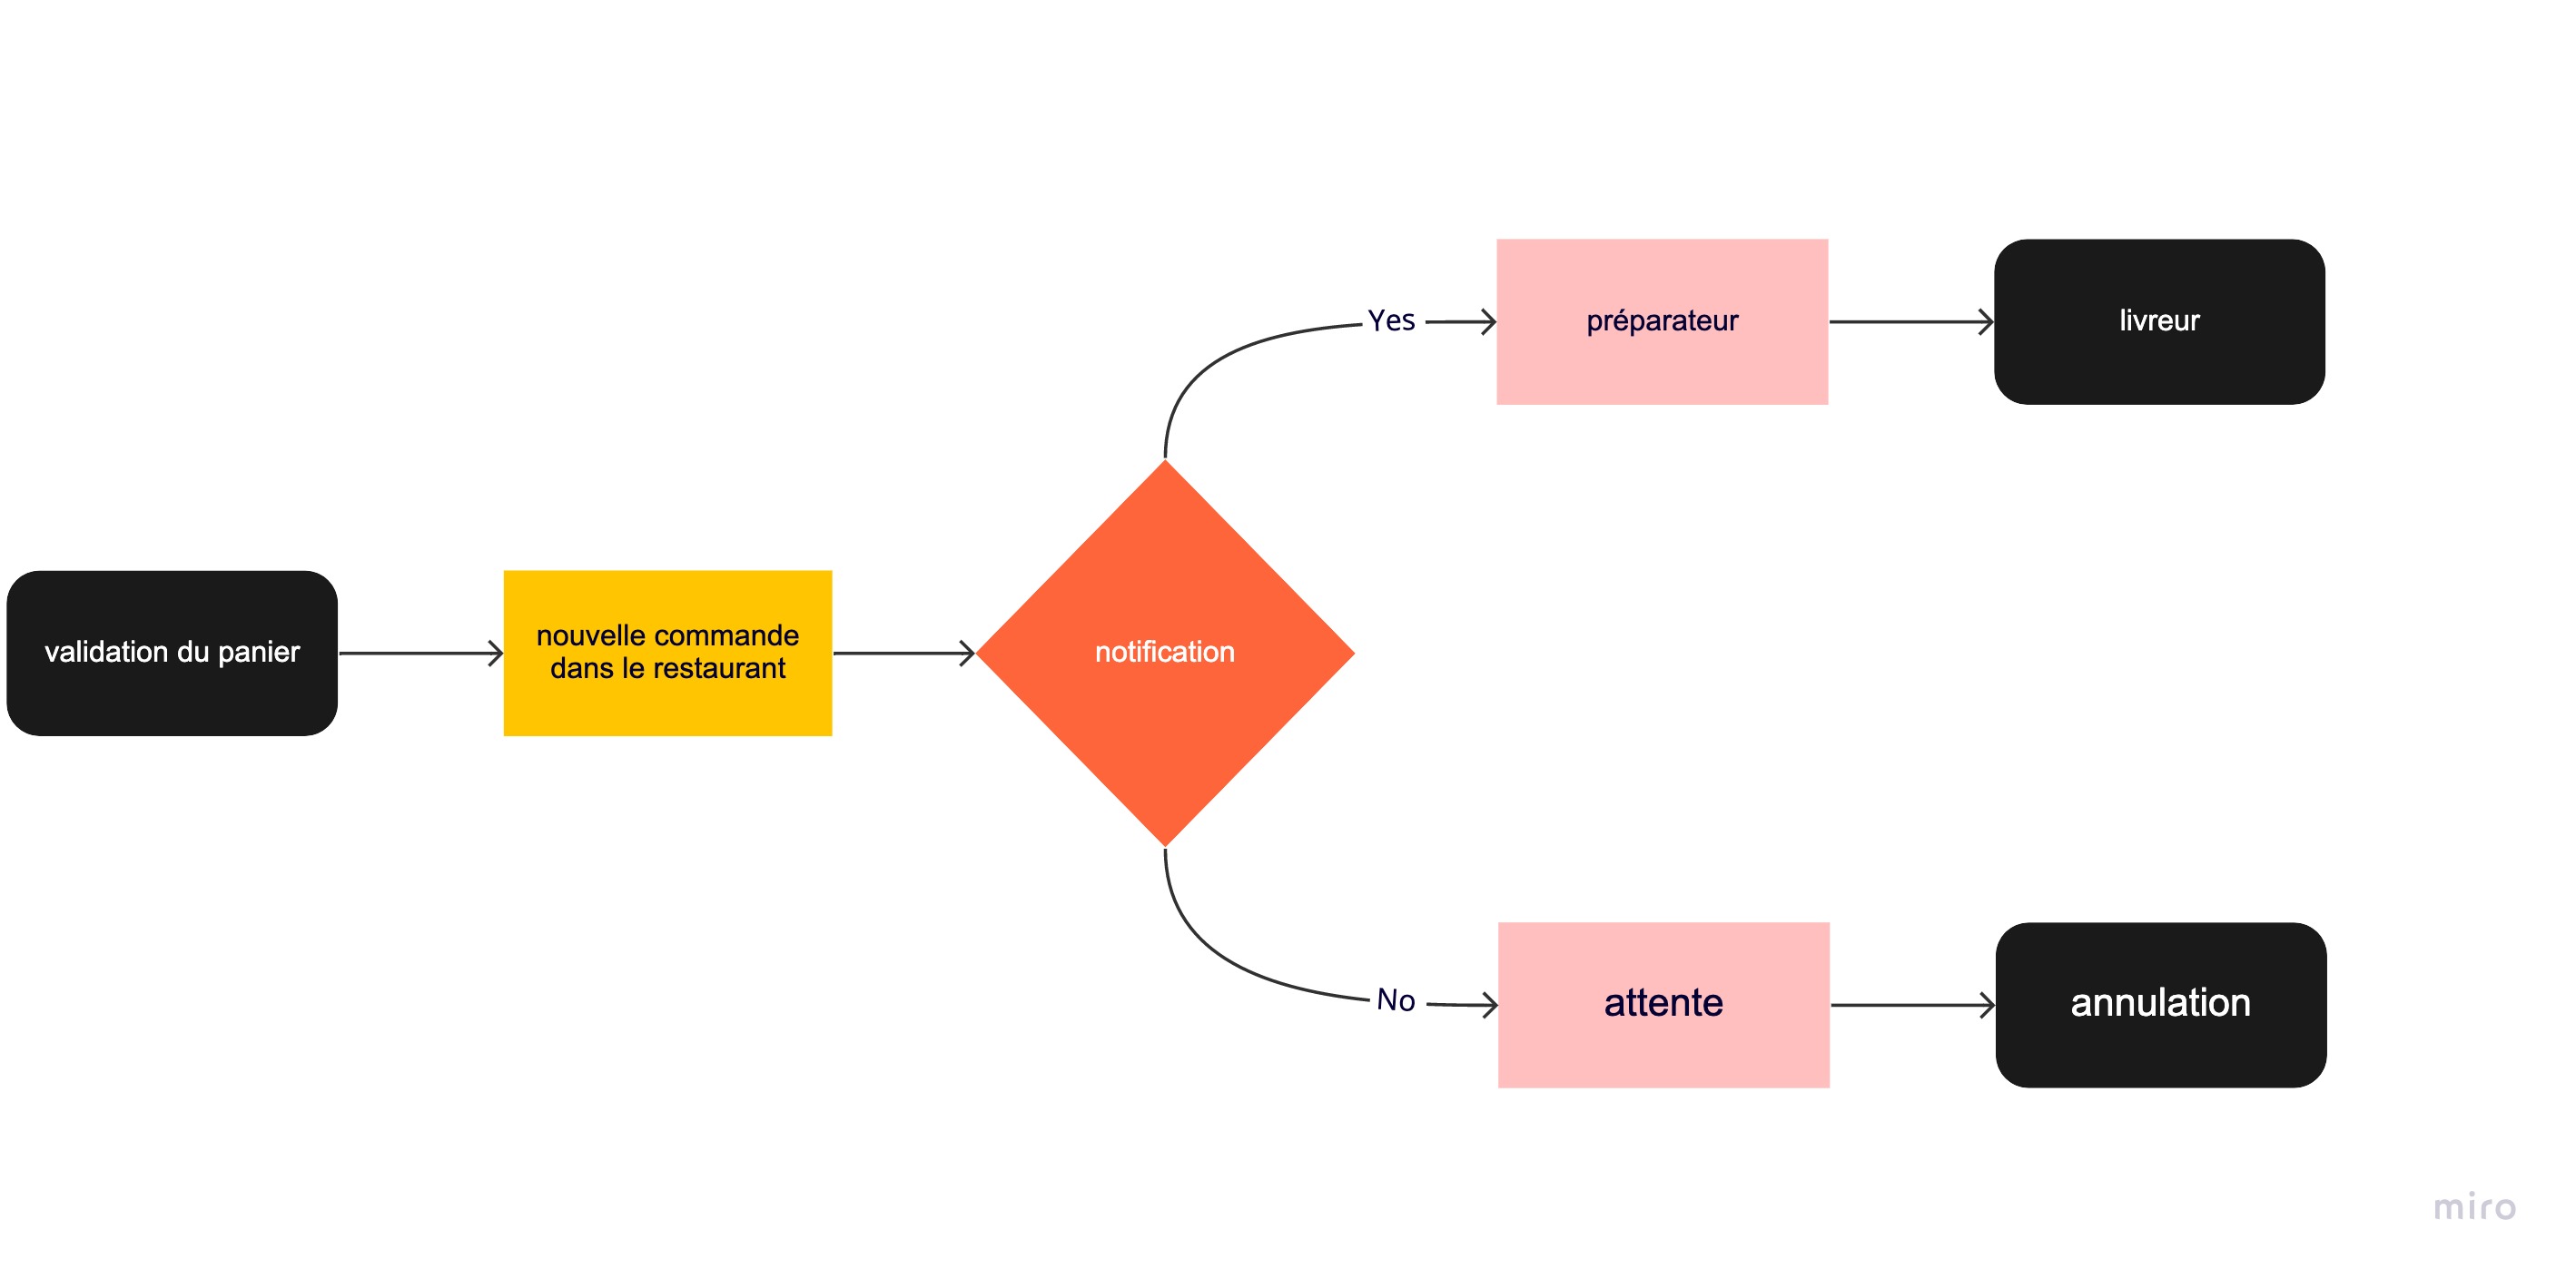 validation du panier
nouvelle commande
dans le restaurant
notification
Yes
préparateur
livreur
No
attente
annulation
miro